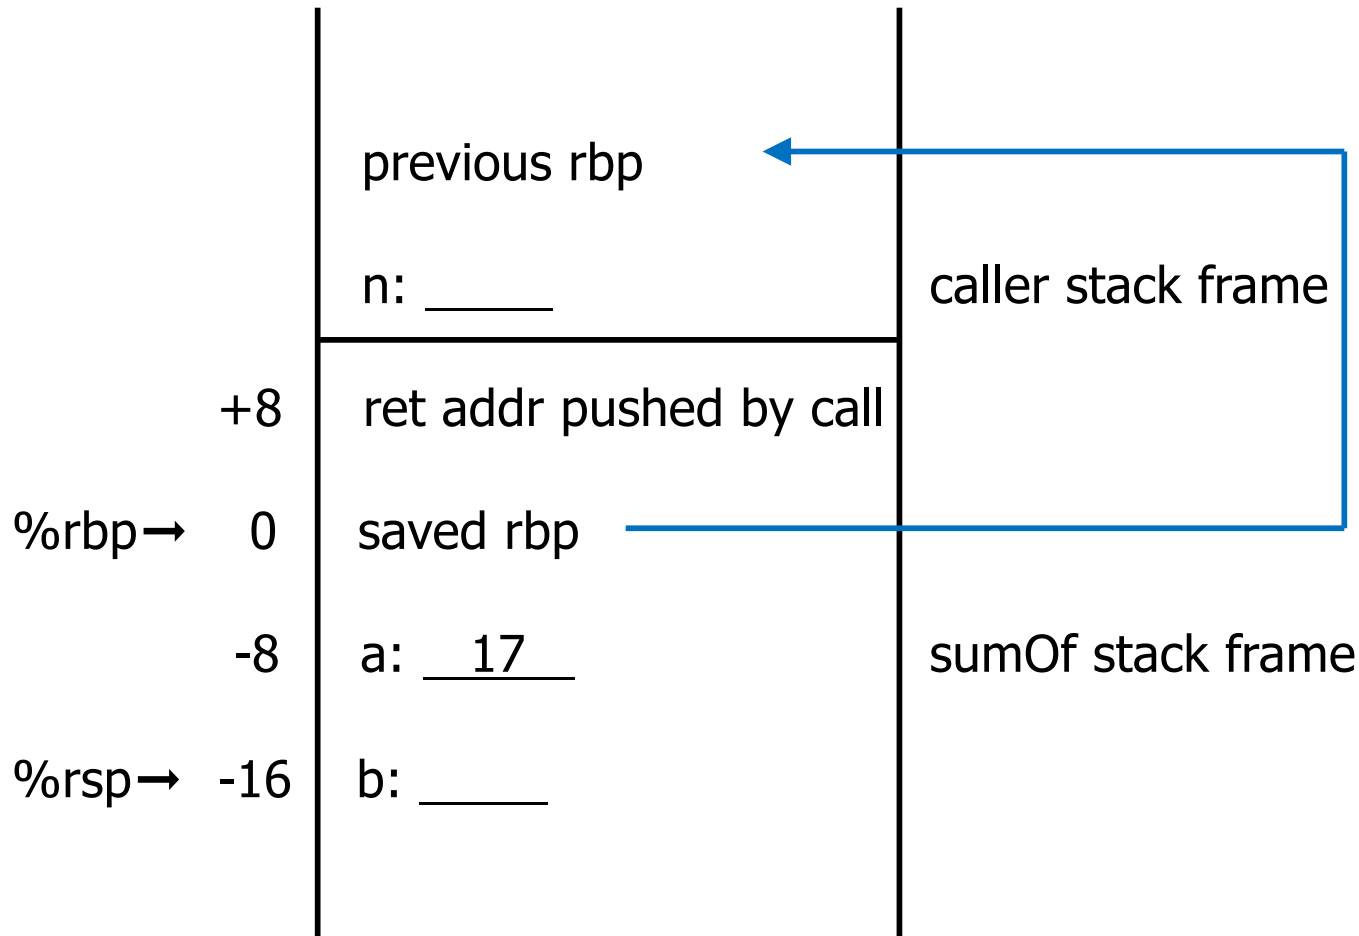 previous rbp
n: _____ caller stack frame
+8 ret addr pushed by call
%rbp→ 0 saved rbp
-8 a: __17__ sumOf stack frame
%rsp→ -16 b: _____